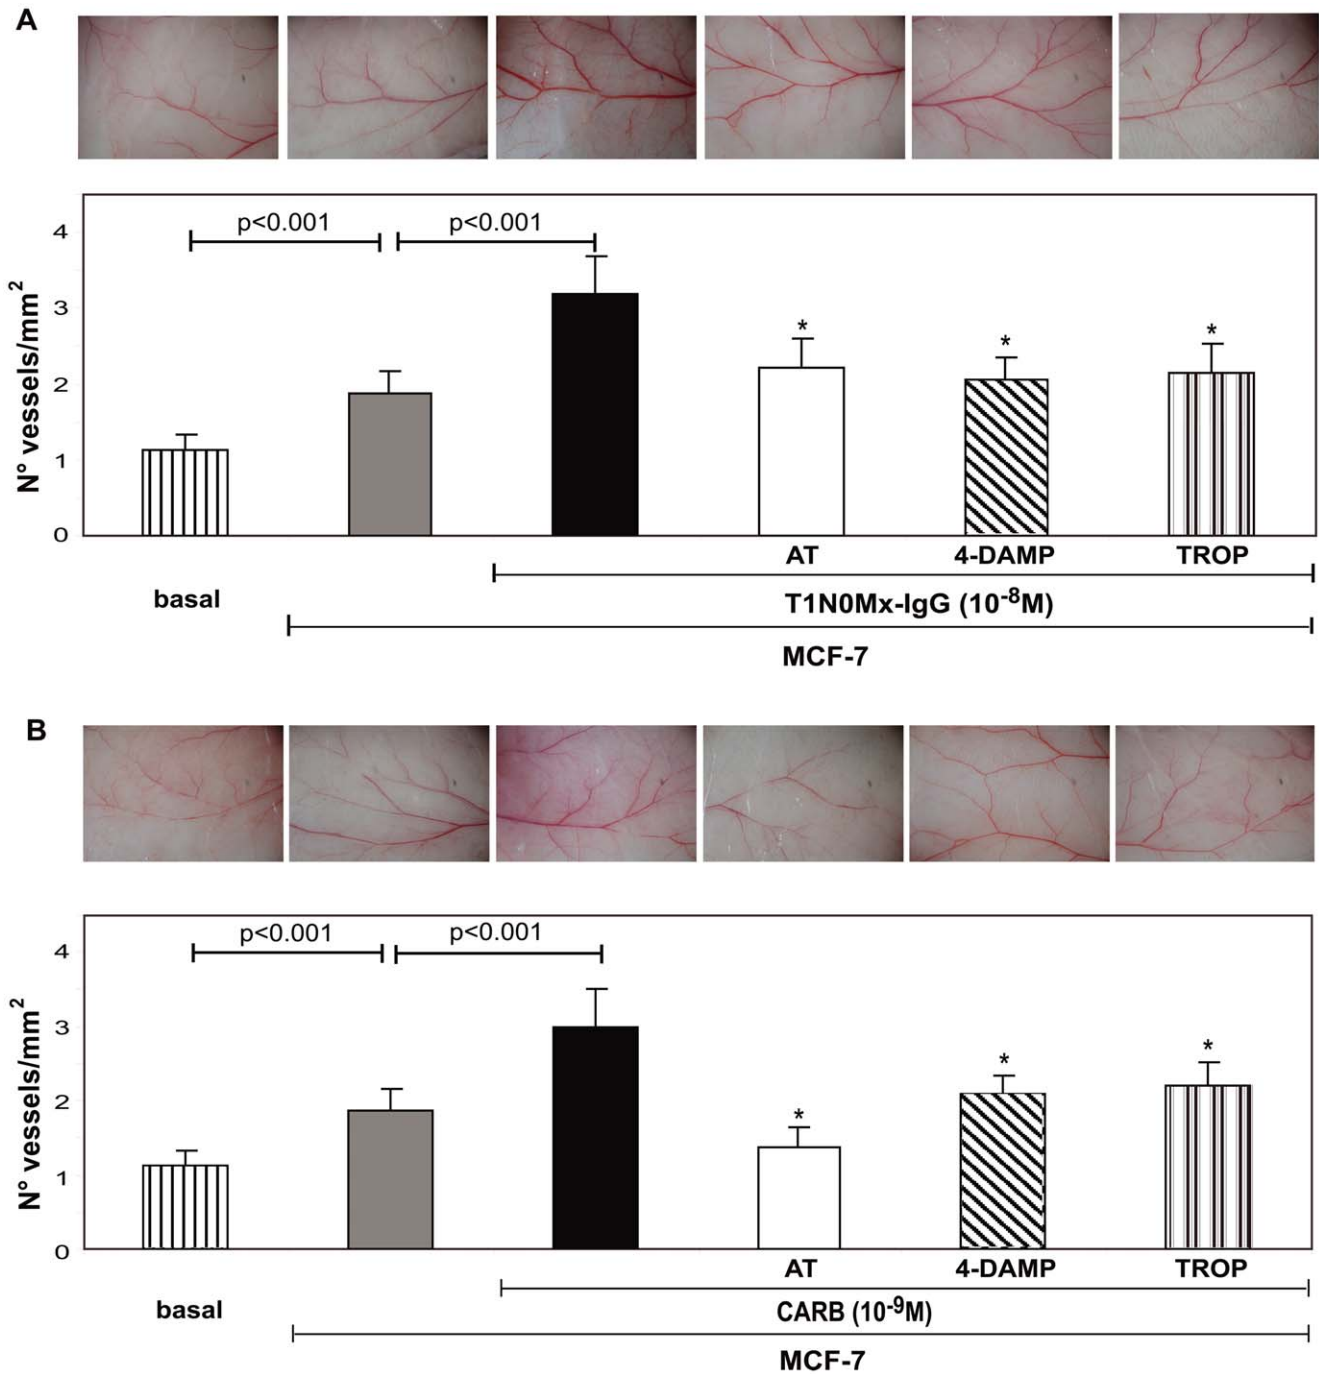 A
N° vessels/mm²
4
3
2
1
0
p<0.001 p<0.001
* * *
AT 4-DAMP TROP
basal
T1N0Mx-IgG (10⁻⁸M)
MCF-7
B
N° vessels/mm²
4
3
2
1
0
p<0.001 p<0.001
* * *
AT 4-DAMP TROP
basal
CARB (10⁻⁹M)
MCF-7